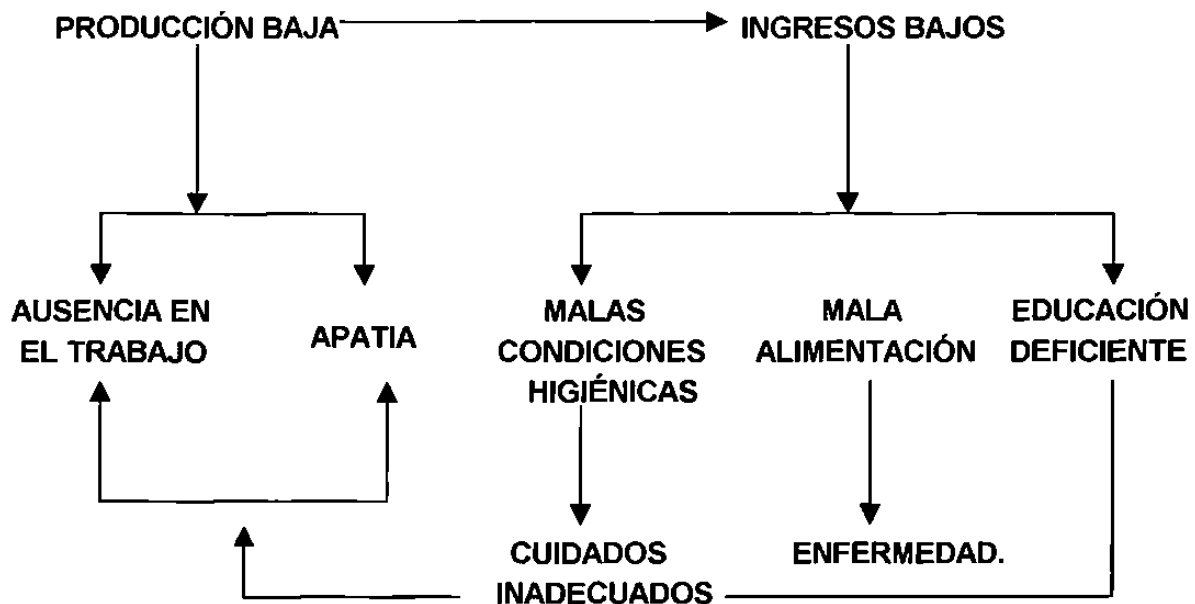 PRODUCCIÓN BAJA
INGRESOS BAJOS
AUSENCIA EN
EL TRABAJO
APATIA
MALAS
CONDICIONES
HIGIÉNICAS
MALA
ALIMENTACIÓN
EDUCACIÓN
DEFICIENTE
CUIDADOS
INADECUADOS
ENFERMEDAD.